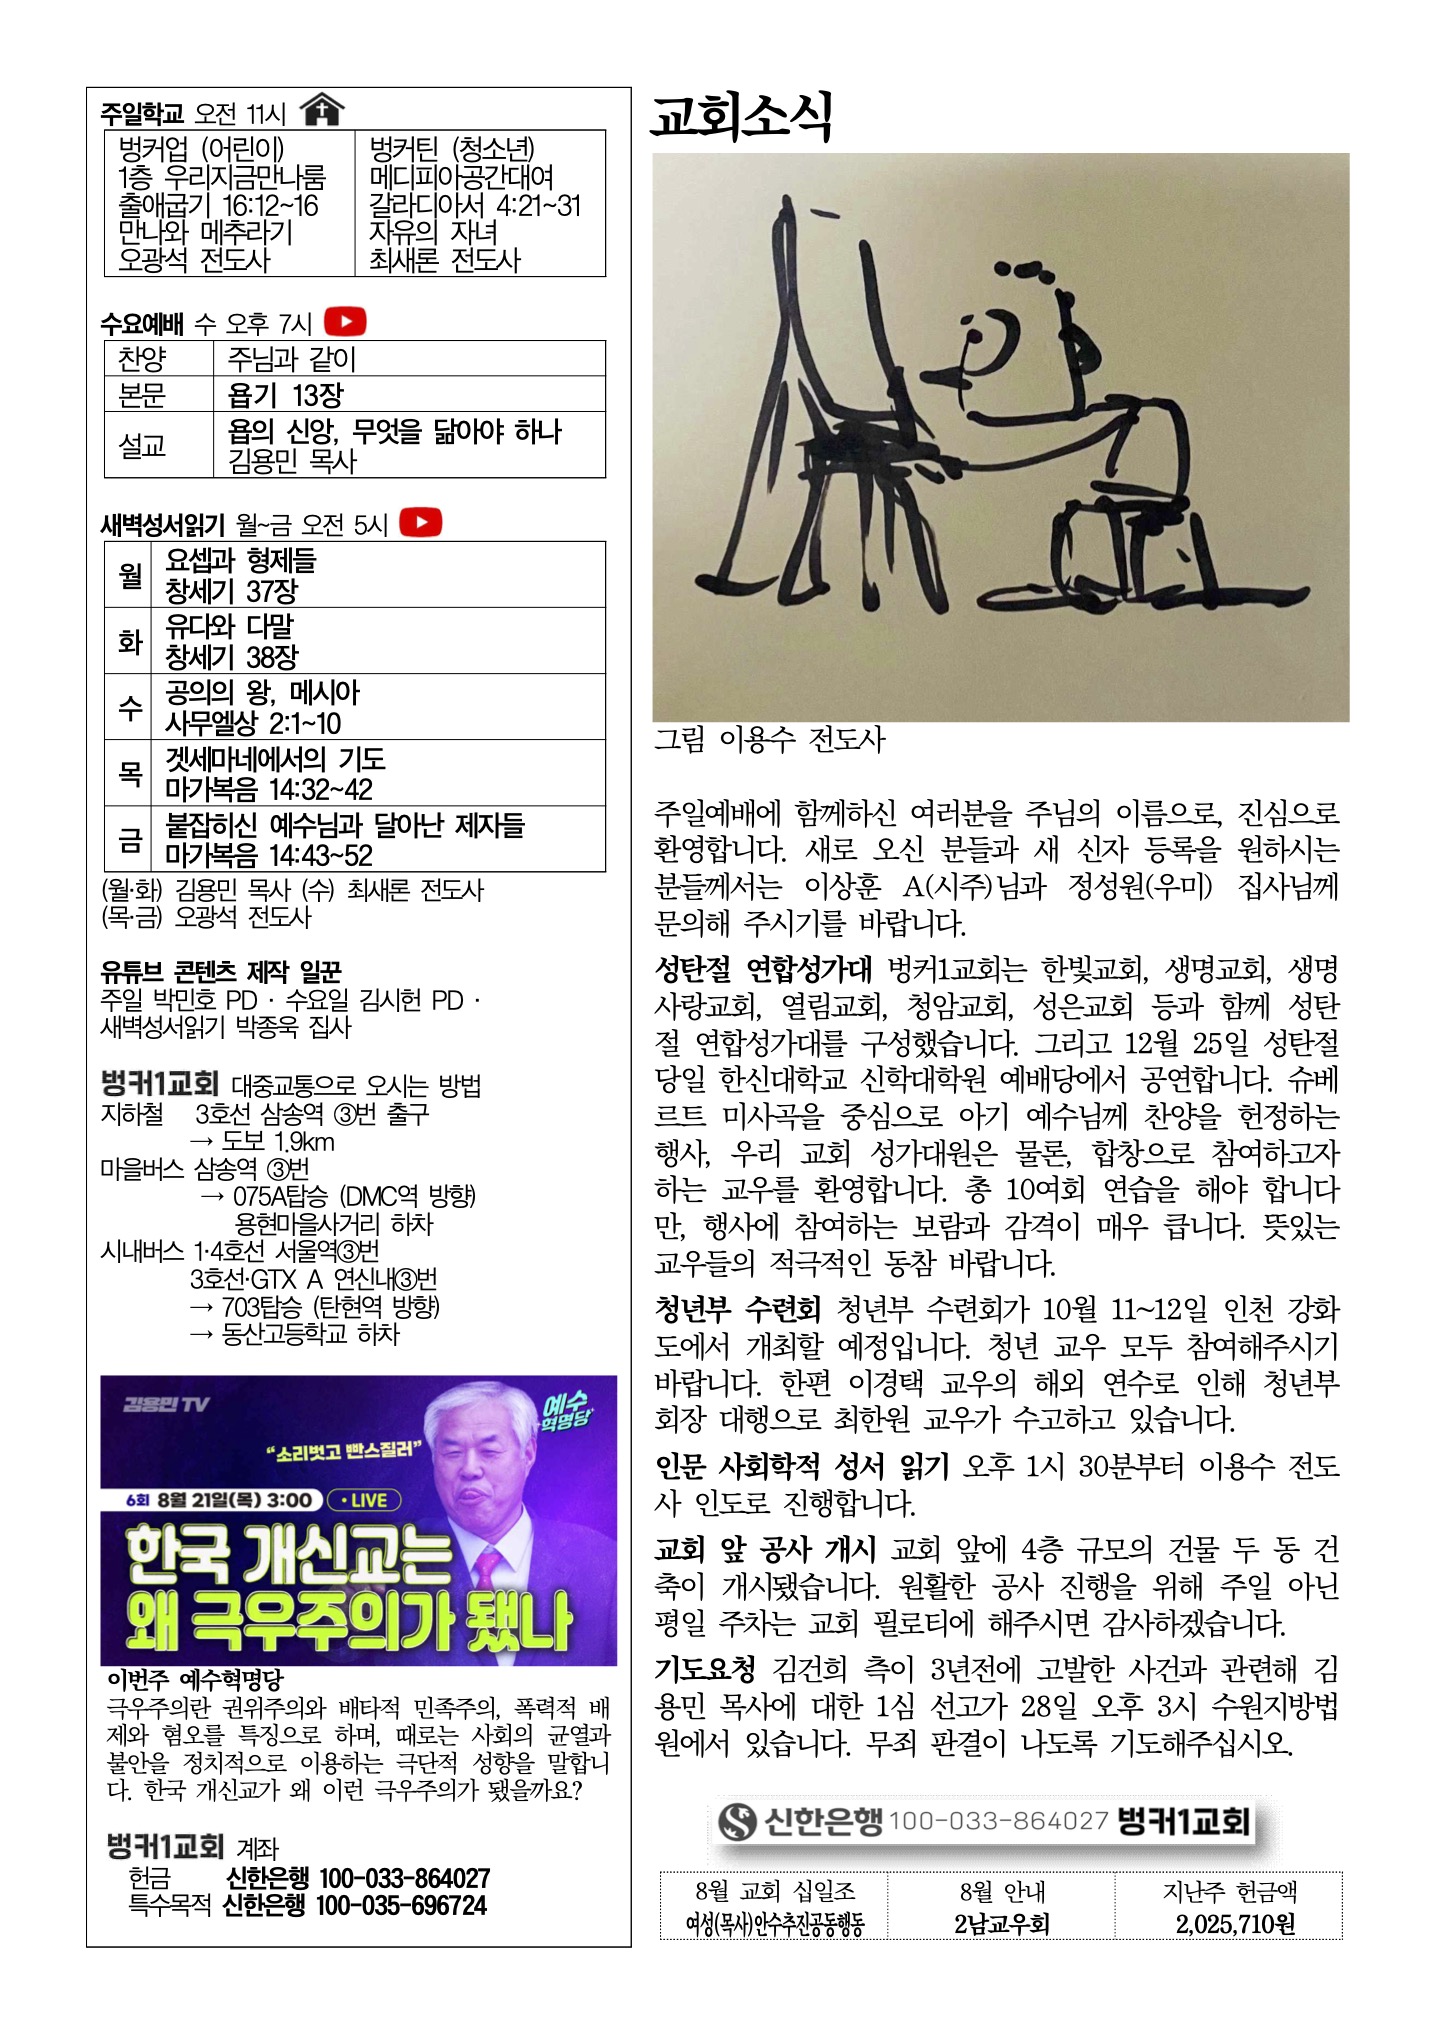 주일학교 오전 11시
벙커업 (어린이)
1층 우리지금만나룸
출애굽기 16:12~16
만나와 메추라기
오광석 전도사
벙커틴 (청소년)
메디피아공간대여
갈라디아서 4:21~31
자유의 자녀
최새론 전도사
수요예배 수 오후 7시
찬양 주님과 같이
본문 욥기 13장
설교 욥의 신앙, 무엇을 닮아야 하나
김용민 목사
새벽성서읽기 월~금 오전 5시
월 요셉과 형제들
창세기 37장
화 유다와 다말
창세기 38장
수 공의의 왕, 메시아
사무엘상 2:1~10
목 겟세마네에서의 기도
마가복음 14:32~42
금 붙잡히신 예수님과 달아난 제자들
마가복음 14:43~52
(월·화) 김용민 목사 (수) 최새론 전도사
(목·금) 오광석 전도사
유튜브 콘텐츠 제작 일꾼
주일 박민호 PD · 수요일 김시헌 PD ·
새벽성서읽기 박종욱 집사
벙커1교회 대중교통으로 오시는 방법
지하철 3호선 삼송역 ③번 출구
→ 도보 1.9km
마을버스 삼송역 ③번
→ 075A탑승 (DMC역 방향)
용현마을사거리 하차
시내버스 1·4호선 서울역③번
3호선·GTX A 연신내③번
→ 703탑승 (탄현역 방향)
→ 동산고등학교 하차
김용민 TV
예수
혁명당
“소리벗고 빤스질러”
6회 8월 21일(목) 3:00 • LIVE
한국 개신교는
왜 극우주의가 됐나
이번주 예수혁명당
극우주의란 권위주의와 배타적 민족주의, 폭력적 배
제와 혐오를 특징으로 하며, 때로는 사회의 균열과
불안을 정치적으로 이용하는 극단적 성향을 말합니
다. 한국 개신교가 왜 이런 극우주의가 됐을까요?
벙커1교회 계좌
헌금 신한은행 100-033-864027
특수목적 신한은행 100-035-696724
교회소식
그림 이용수 전도사
주일예배에 함께하신 여러분을 주님의 이름으로, 진심으로
환영합니다. 새로 오신 분들과 새 신자 등록을 원하시는
분들께서는 이상훈 A(시주)님과 정성원(우미) 집사님께
문의해 주시기를 바랍니다.
성탄절 연합성가대 벙커1교회는 한빛교회, 생명교회, 생명
사랑교회, 열림교회, 청암교회, 성은교회 등과 함께 성탄
절 연합성가대를 구성했습니다. 그리고 12월 25일 성탄절
당일 한신대학교 신학대학원 예배당에서 공연합니다. 슈베
르트 미사곡을 중심으로 아기 예수님께 찬양을 헌정하는
행사, 우리 교회 성가대원은 물론, 합창으로 참여하고자
하는 교우를 환영합니다. 총 10여회 연습을 해야 합니다
만, 행사에 참여하는 보람과 감격이 매우 큽니다. 뜻있는
교우들의 적극적인 동참 바랍니다.
청년부 수련회 청년부 수련회가 10월 11~12일 인천 강화
도에서 개최할 예정입니다. 청년 교우 모두 참여해주시기
바랍니다. 한편 이경택 교우의 해외 연수로 인해 청년부
회장 대행으로 최한원 교우가 수고하고 있습니다.
인문 사회학적 성서 읽기 오후 1시 30분부터 이용수 전도
사 인도로 진행합니다.
교회 앞 공사 개시 교회 앞에 4층 규모의 건물 두 동 건
축이 개시됐습니다. 원활한 공사 진행을 위해 주일 아닌
평일 주차는 교회 필로티에 해주시면 감사하겠습니다.
기도요청 김건희 측이 3년전에 고발한 사건과 관련해 김
용민 목사에 대한 1심 선고가 28일 오후 3시 수원지방법
원에서 있습니다. 무죄 판결이 나도록 기도해주십시오.
신한은행 100-033-864027 벙커1교회
8월 교회 십일조
여성(목사)안수추진공동행동
8월 안내
2남교우회
지난주 헌금액
2,025,710원